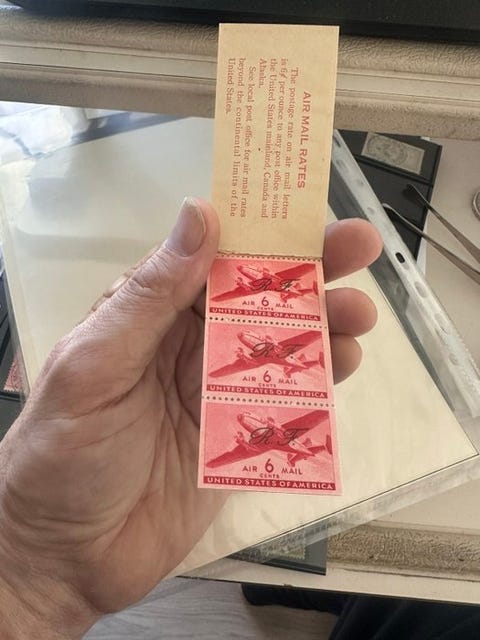 AIR MAIL RATES
The postage rate on air mail letters
is 6¢ per ounce to any post office within
the United States mainland, Canada and
Alaska.
See local post office for air mail rates
beyond the continental limits of the
United States.
R F
AIR 6 MAIL
CENTS
UNITED STATES OF AMERICA
R F
AIR 6 MAIL
CENTS
UNITED STATES OF AMERICA
R F
AIR 6 MAIL
CENTS
UNITED STATES OF AMERICA